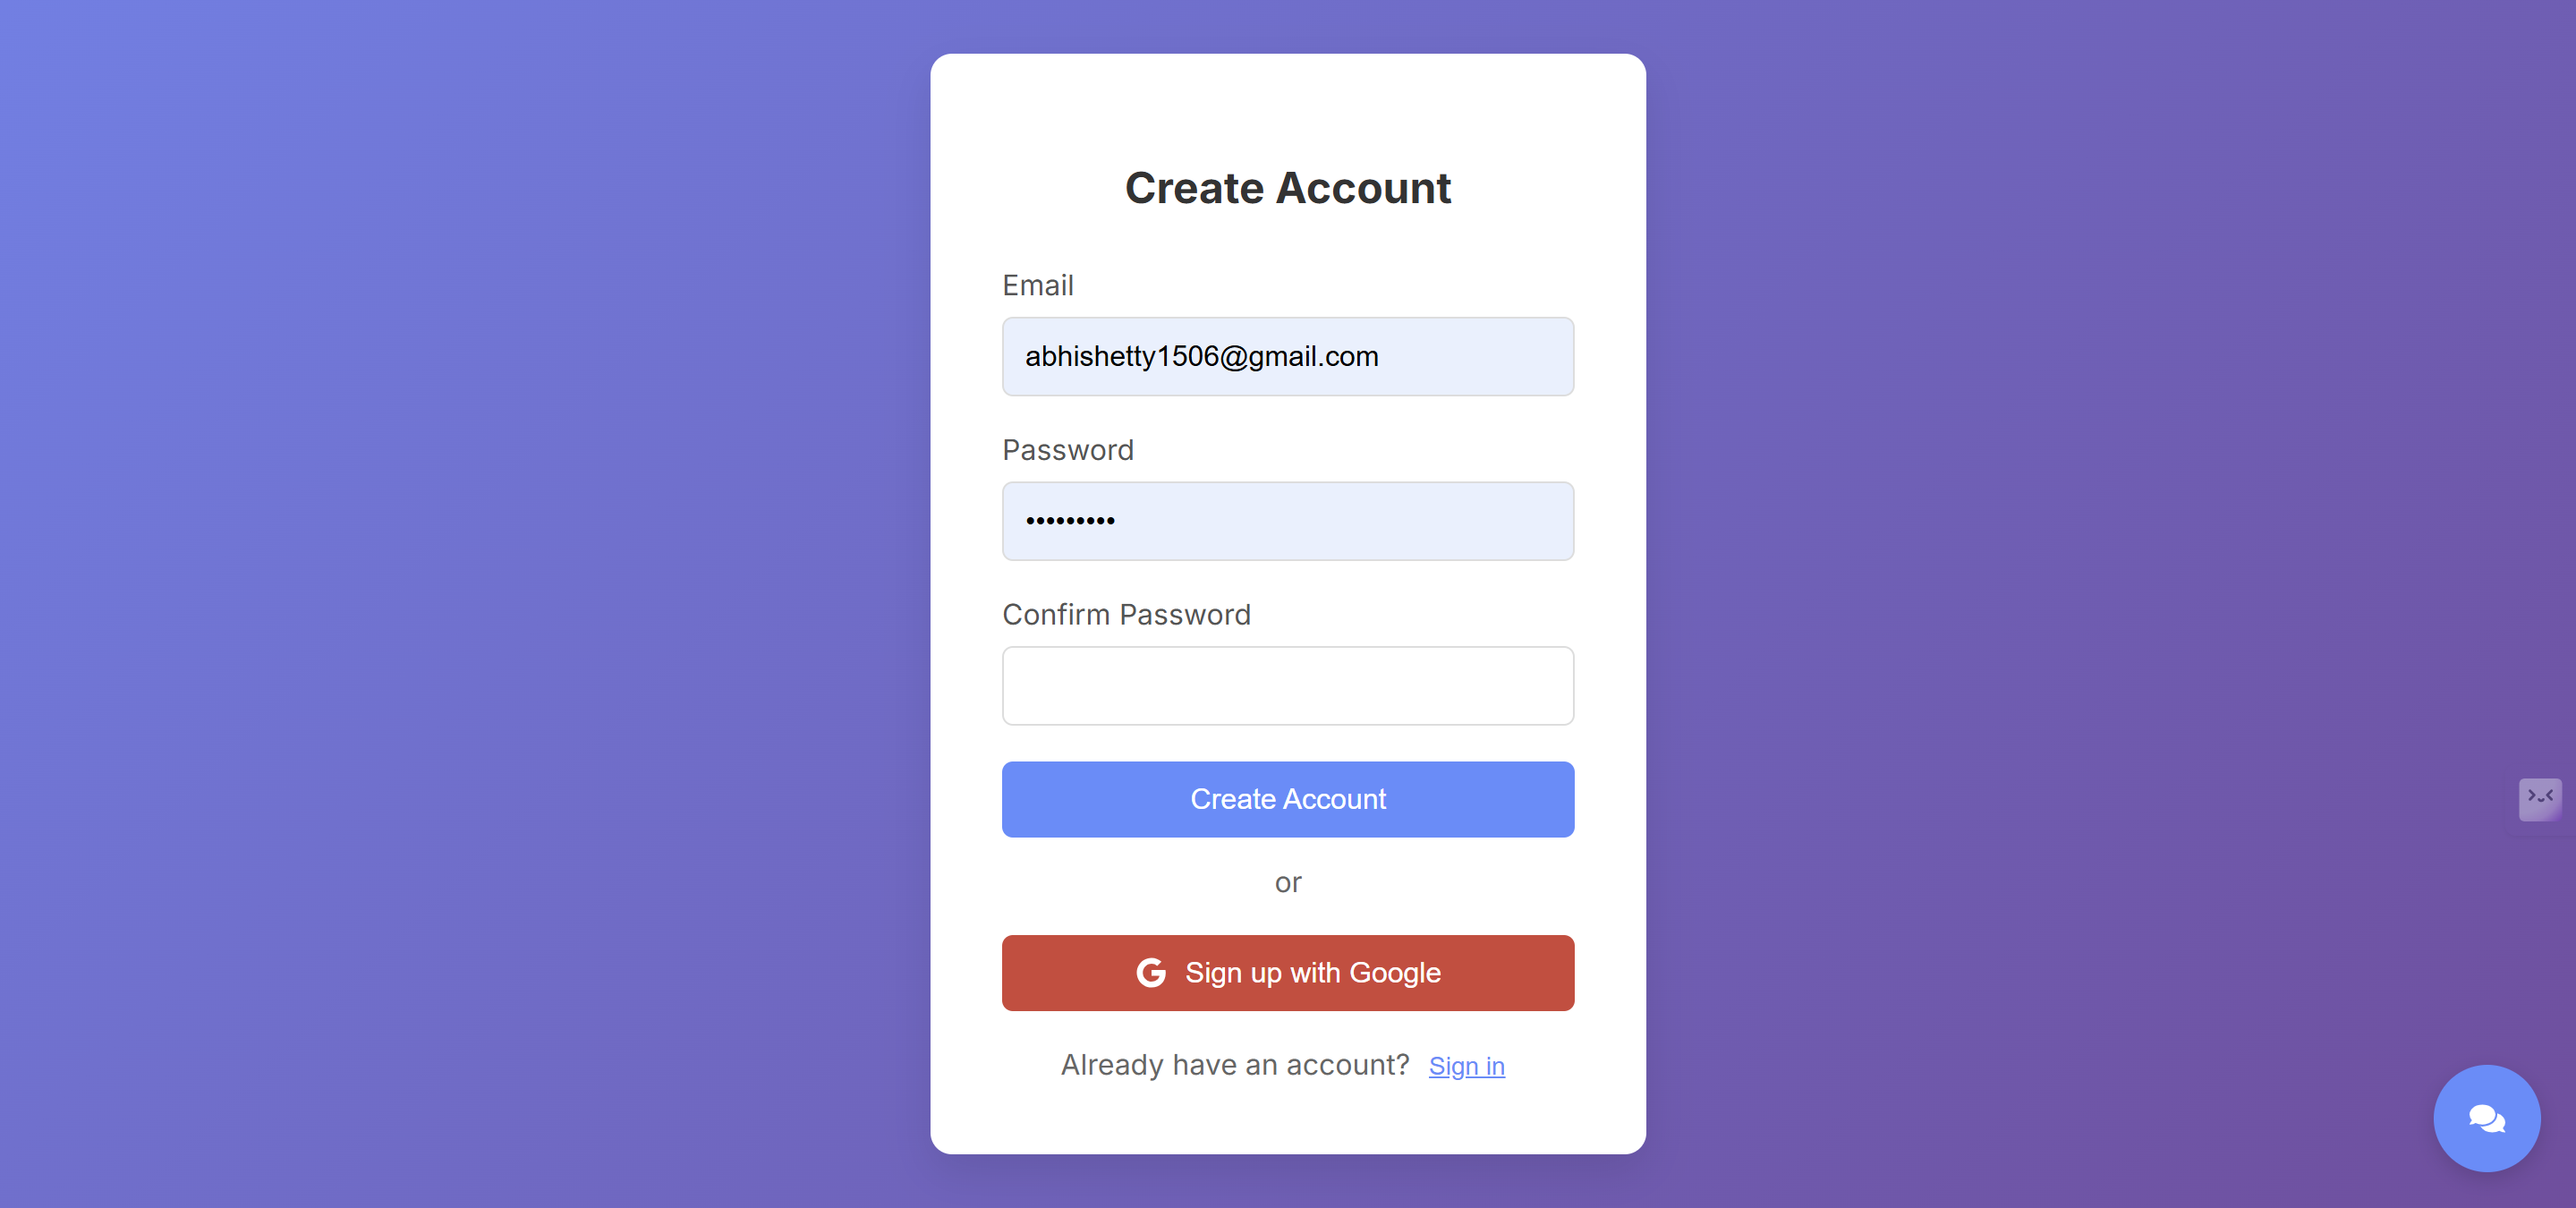 Create Account
Email
abhishetty1506@gmail.com
Password
•••••••••
Confirm Password
Create Account
or
Sign up with Google
Already have an account? Sign in